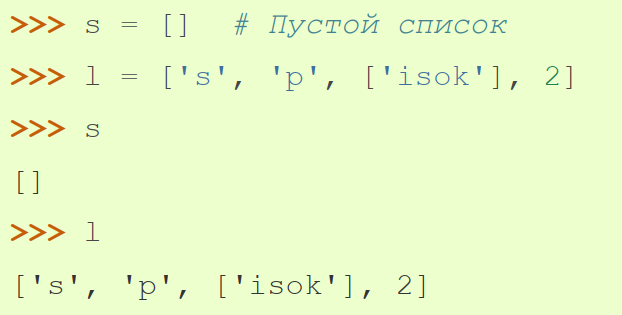 >>> s = []  # Пустой список
>>> l = ['s', 'p', ['isok'], 2]
>>> s
[]
>>> l
['s', 'p', ['isok'], 2]